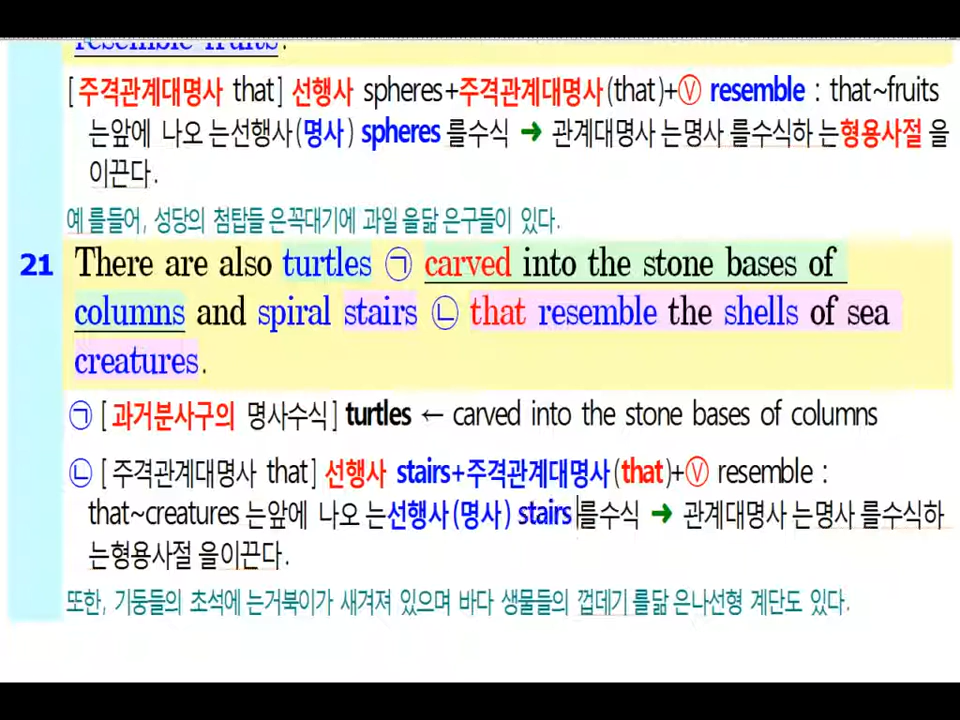 resemble fruits.
[주격관계대명사 that] 선행사 spheres+주격관계대명사(that)+Ⓥ resemble : that~fruits
는앞에 나오 는선행사(명사) spheres 를수식 ➜ 관계대명사 는명사 를수식하 는형용사절 을
이끈다.
예 를들어, 성당의 첨탑들 은꼭대기에 과일 을닮 은구들이 있다.
21 There are also turtles ㉠ carved into the stone bases of
columns and spiral stairs ㉡ that resemble the shells of sea
creatures.
㉠ [과거분사구의 명사수식] turtles ← carved into the stone bases of columns
㉡ [주격관계대명사 that] 선행사 stairs+주격관계대명사(that)+Ⓥ resemble :
that~creatures 는앞에 나오 는선행사(명사) stairs 를수식 ➜ 관계대명사 는명사 를수식하
는형용사절 을이끈다.
또한, 기둥들의 초석에 는거북이가 새겨져 있으며 바다 생물들의 껍데기 를닮 은나선형 계단도 있다.